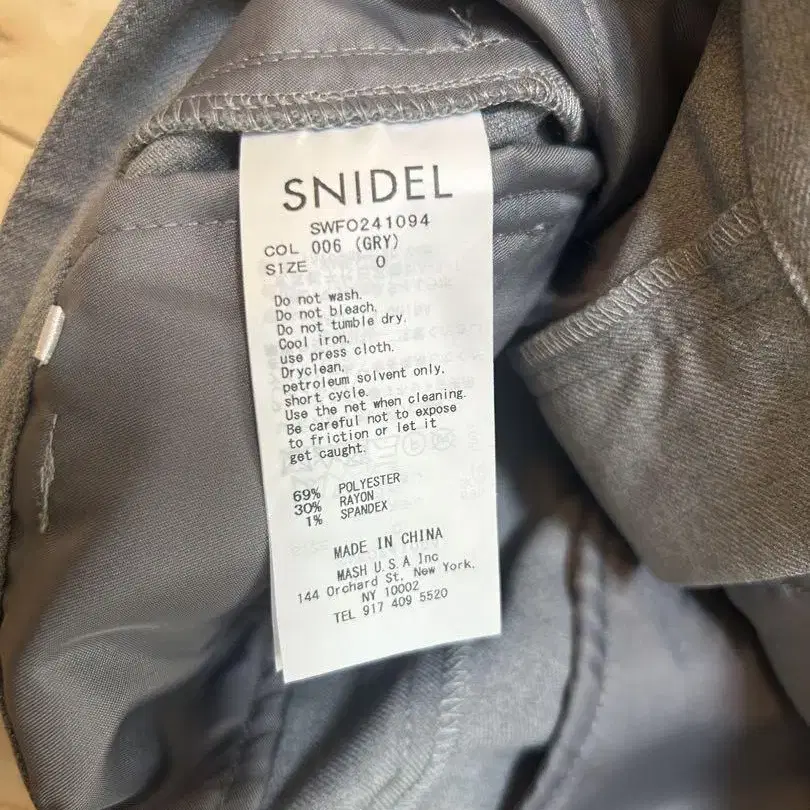 SNIDEL
SWFO241094
COL 006 (GRY)
SIZE 0
Do not wash.
Do not bleach.
Do not tumble dry.
Cool iron.
use press cloth.
Dryclean.
petroleum solvent only.
short cycle.
Use the net when cleaning.
Be careful not to expose
to friction or let it
get caught.
69% POLYESTER
30% RAYON
1% SPANDEX
MADE IN CHINA
MASH U.S.A Inc
144 Orchard St. New York.
NY 10002
TEL 917 409 5520